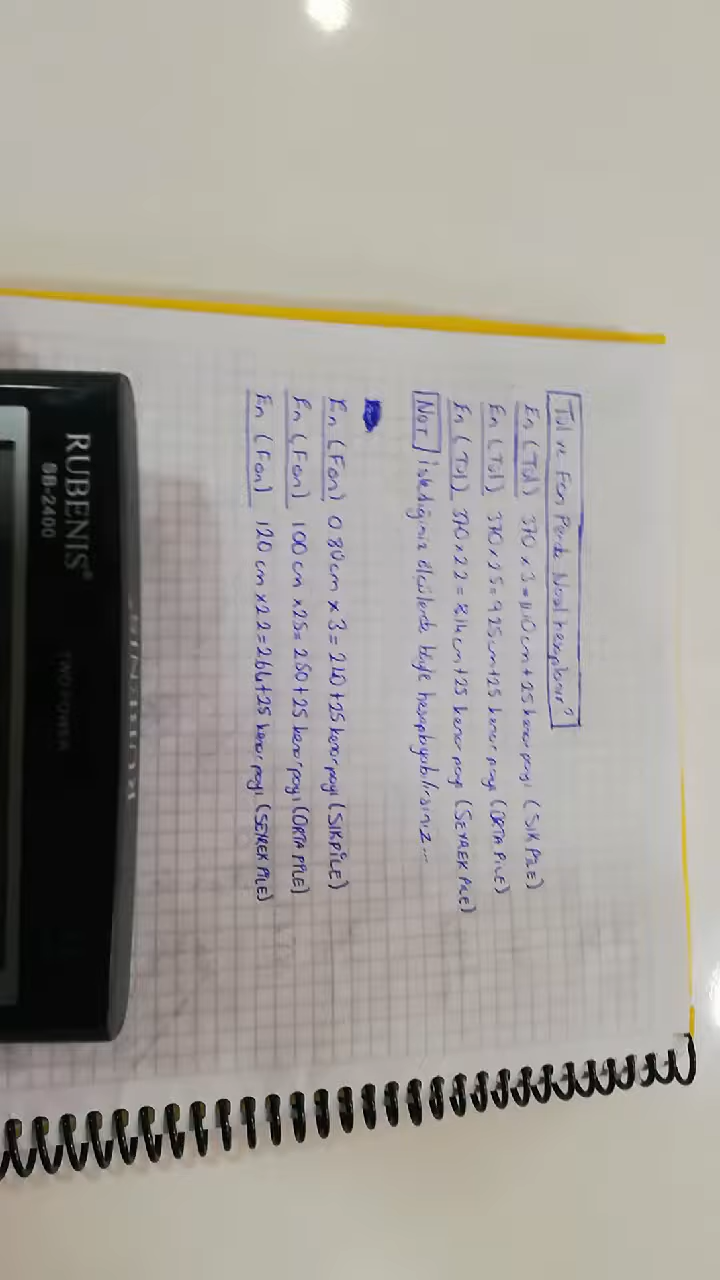 Tül ve Fon Perde Nasıl hesaplanır?
En (Tül) 370 x 3 = 1110 cm + 25 kenar payı (SIK PİLE)
En (Tül) 370 x 2.5 = 925 cm + 25 kenar payı (ORTA PİLE)
En (Tül) 370 x 2.2 = 814 cm + 25 kenar payı (SEYREK PİLE)
NOT İstediğiniz ölçülerde böyle hesaplayabilirsiniz...
En (Fon) 0.80 cm x 3 = 240 + 25 kenar payı (SIK PİLE)
En (Fon) 100 cm x 2.5 = 250 + 25 kenar payı (ORTA PİLE)
En (Fon) 120 cm x 2.2 = 264 + 25 kenar payı (SEYREK PİLE)
RUBENIS®
SB-2400
TWO POWER